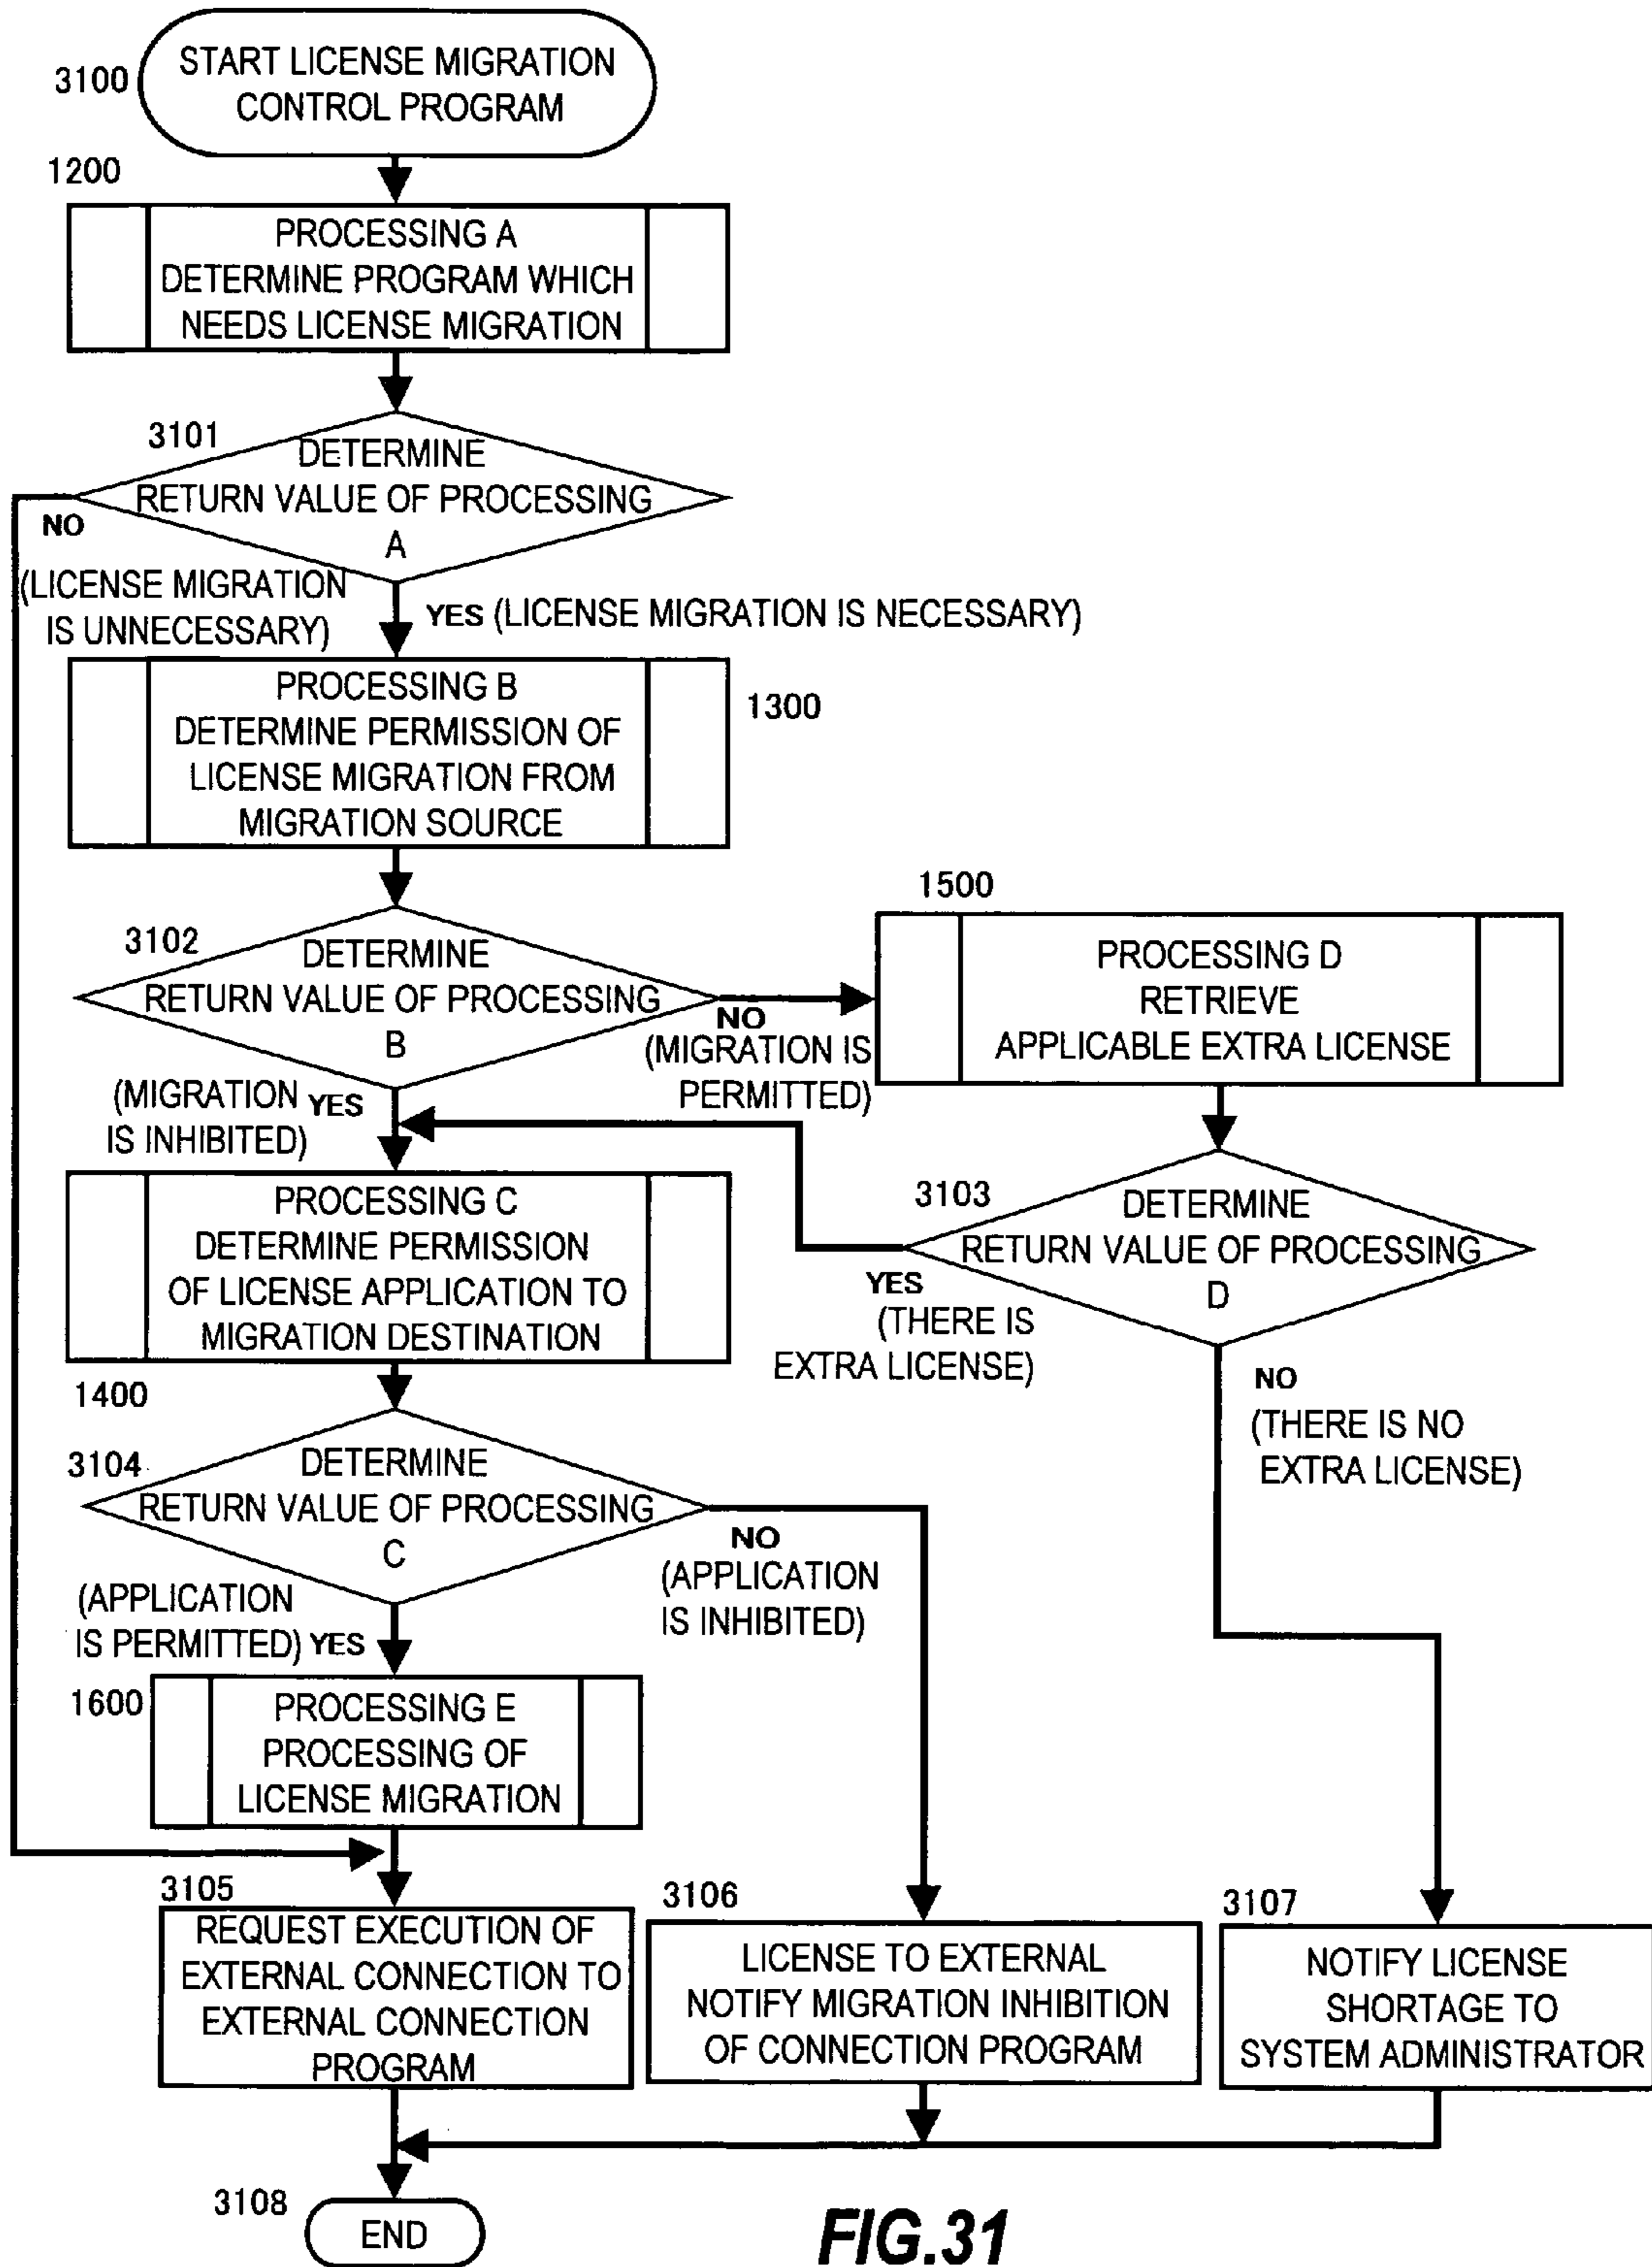 3100
START LICENSE MIGRATION
CONTROL PROGRAM
1200
PROCESSING A
DETERMINE PROGRAM WHICH
NEEDS LICENSE MIGRATION
3101
DETERMINE
RETURN VALUE OF PROCESSING
A
NO
(LICENSE MIGRATION
IS UNNECESSARY)
YES (LICENSE MIGRATION IS NECESSARY)
PROCESSING B
DETERMINE PERMISSION OF
LICENSE MIGRATION FROM
MIGRATION SOURCE
1300
3102
DETERMINE
RETURN VALUE OF PROCESSING
B
NO
(MIGRATION IS
PERMITTED)
(MIGRATION YES
IS INHIBITED)
1500
PROCESSING D
RETRIEVE
APPLICABLE EXTRA LICENSE
3103
DETERMINE
RETURN VALUE OF PROCESSING
D
YES
(THERE IS
EXTRA LICENSE)
NO
(THERE IS NO
EXTRA LICENSE)
PROCESSING C
DETERMINE PERMISSION
OF LICENSE APPLICATION TO
MIGRATION DESTINATION
1400
3104
DETERMINE
RETURN VALUE OF PROCESSING
C
NO
(APPLICATION
IS INHIBITED)
(APPLICATION
IS PERMITTED) YES
1600
PROCESSING E
PROCESSING OF
LICENSE MIGRATION
3105
REQUEST EXECUTION OF
EXTERNAL CONNECTION TO
EXTERNAL CONNECTION
PROGRAM
3106
LICENSE TO EXTERNAL
NOTIFY MIGRATION INHIBITION
OF CONNECTION PROGRAM
3107
NOTIFY LICENSE
SHORTAGE TO
SYSTEM ADMINISTRATOR
3108
END
FIG.31